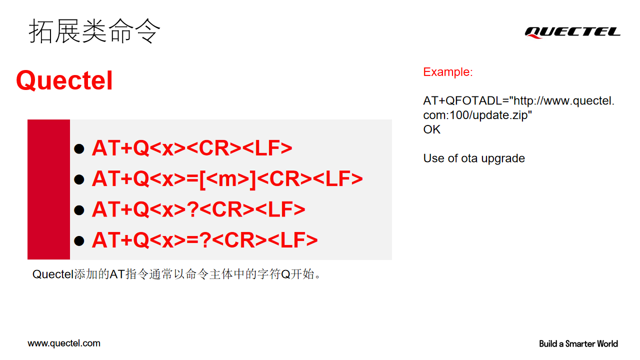 拓展类命令
QUECTEL
Quectel
Example:
AT+QFOTADL="http://www.quectel.
com:100/update.zip"
OK
Use of ota upgrade
● AT+Q<x><CR><LF>
● AT+Q<x>=[<m>]<CR><LF>
● AT+Q<x>?<CR><LF>
● AT+Q<x>=?<CR><LF>
Quectel添加的AT指令通常以命令主体中的字符Q开始。
www.quectel.com
Build a Smarter World